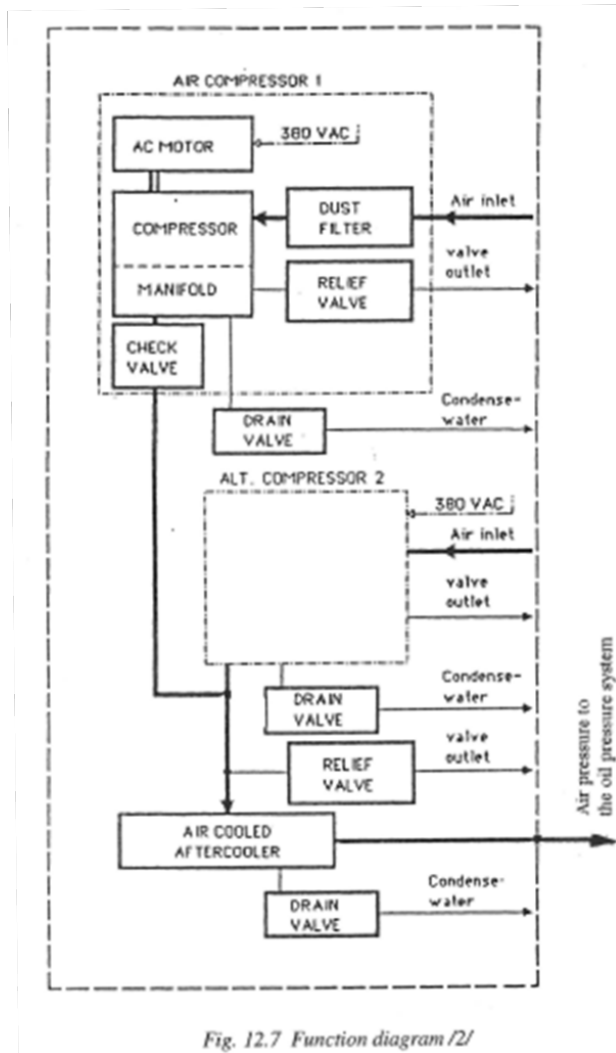 AIR COMPRESSOR 1
AC MOTOR
380 VAC
COMPRESSOR
DUST
FILTER
Air inlet
valve
outlet
MANIFOLD
RELIEF
VALVE
CHECK
VALVE
Condense-
water
DRAIN
VALVE
ALT. COMPRESSOR 2
380 VAC
Air inlet
valve
outlet
Condense-
water
DRAIN
VALVE
valve
outlet
RELIEF
VALVE
Air pressure to
the oil pressure system
AIR COOLED
AFTERCOOLER
Condense-
water
DRAIN
VALVE
Fig. 12.7 Function diagram /2/